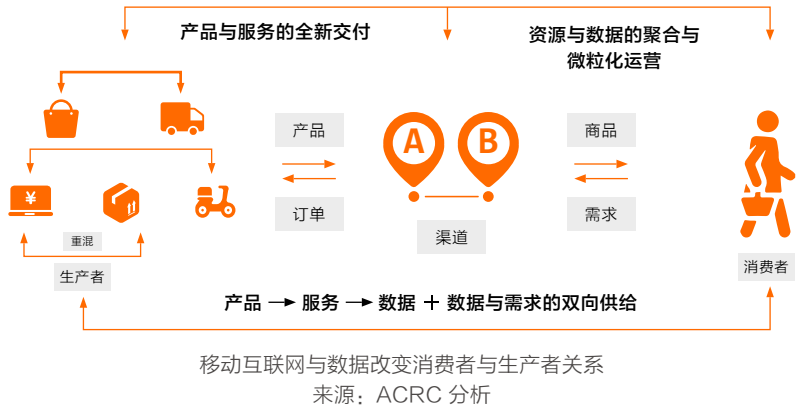 产品与服务的全新交付
资源与数据的聚合与
微粒化运营
产品
商品
A
B
¥
订单
需求
渠道
重混
生产者
消费者
产品 → 服务 → 数据 + 数据与需求的双向供给
移动互联网与数据改变消费者与生产者关系
来源：ACRC 分析